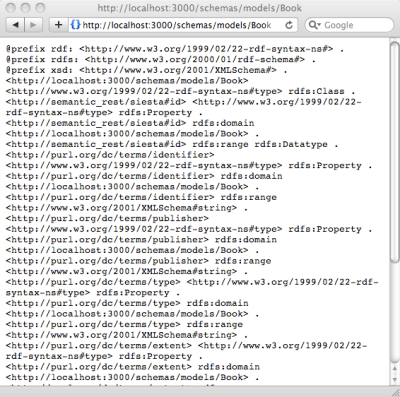 http://localhost:3000/schemas/models/Book
http://localhost:3000/schemas/models/Book
Google
@prefix rdf: <http://www.w3.org/1999/02/22-rdf-syntax-ns#> .
@prefix rdfs: <http://www.w3.org/2000/01/rdf-schema#> .
@prefix xsd: <http://www.w3.org/2001/XMLSchema#> .
<http://localhost:3000/schemas/models/Book>
<http://www.w3.org/1999/02/22-rdf-syntax-ns#type> rdfs:Class .
<http://semantic_rest/siesta#id> <http://www.w3.org/1999/02/22-
rdf-syntax-ns#type> rdfs:Property .
<http://semantic_rest/siesta#id> rdfs:domain
<http://localhost:3000/schemas/models/Book> .
<http://semantic_rest/siesta#id> rdfs:range rdfs:Datatype .
<http://purl.org/dc/terms/identifier>
<http://www.w3.org/1999/02/22-rdf-syntax-ns#type> rdfs:Property .
<http://purl.org/dc/terms/identifier> rdfs:domain
<http://localhost:3000/schemas/models/Book> .
<http://purl.org/dc/terms/identifier> rdfs:range
<http://www.w3.org/2001/XMLSchema#string> .
<http://purl.org/dc/terms/publisher>
<http://www.w3.org/1999/02/22-rdf-syntax-ns#type> rdfs:Property .
<http://purl.org/dc/terms/publisher> rdfs:domain
<http://localhost:3000/schemas/models/Book> .
<http://purl.org/dc/terms/publisher> rdfs:range
<http://www.w3.org/2001/XMLSchema#string> .
<http://purl.org/dc/terms/type> <http://www.w3.org/1999/02/22-rdf-
syntax-ns#type> rdfs:Property .
<http://purl.org/dc/terms/type> rdfs:domain
<http://localhost:3000/schemas/models/Book> .
<http://purl.org/dc/terms/type> rdfs:range
<http://www.w3.org/2001/XMLSchema#string> .
<http://purl.org/dc/terms/extent> <http://www.w3.org/1999/02/22-
rdf-syntax-ns#type> rdfs:Property .
<http://purl.org/dc/terms/extent> rdfs:domain
<http://localhost:3000/schemas/models/Book> .